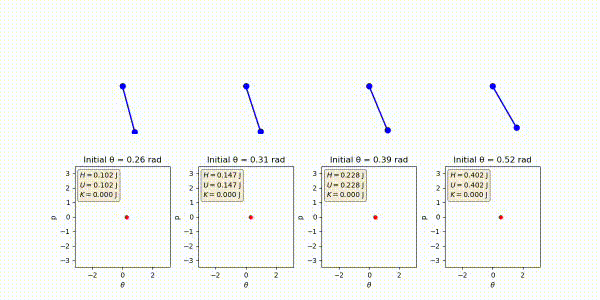 Initial θ = 0.26 rad
H = 0.102 J
U = 0.102 J
K = 0.000 J
p
3
2
1
0
−1
−2
−3
−2
0
2
θ
Initial θ = 0.31 rad
H = 0.147 J
U = 0.147 J
K = 0.000 J
p
3
2
1
0
−1
−2
−3
−2
0
2
θ
Initial θ = 0.39 rad
H = 0.228 J
U = 0.228 J
K = 0.000 J
p
3
2
1
0
−1
−2
−3
−2
0
2
θ
Initial θ = 0.52 rad
H = 0.402 J
U = 0.402 J
K = 0.000 J
p
3
2
1
0
−1
−2
−3
−2
0
2
θ